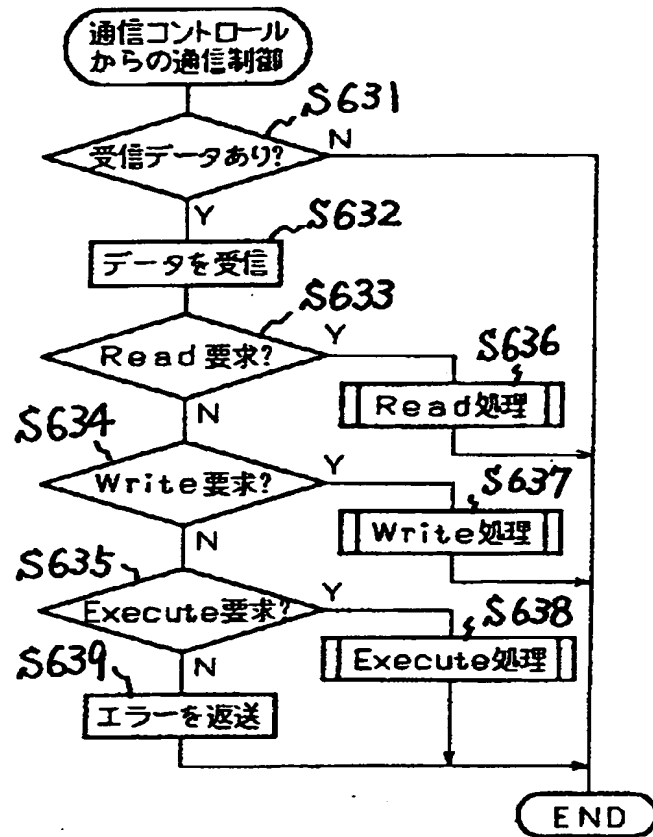 通信コントロール
からの通信制御
S631
受信データあり?
N
Y
S632
データを受信
S633
Read要求?
Y
S636
Read処理
N
S634
Write要求?
Y
S637
Write処理
N
S635
Execute要求?
Y
S638
Execute処理
N
S639
エラーを返送
END